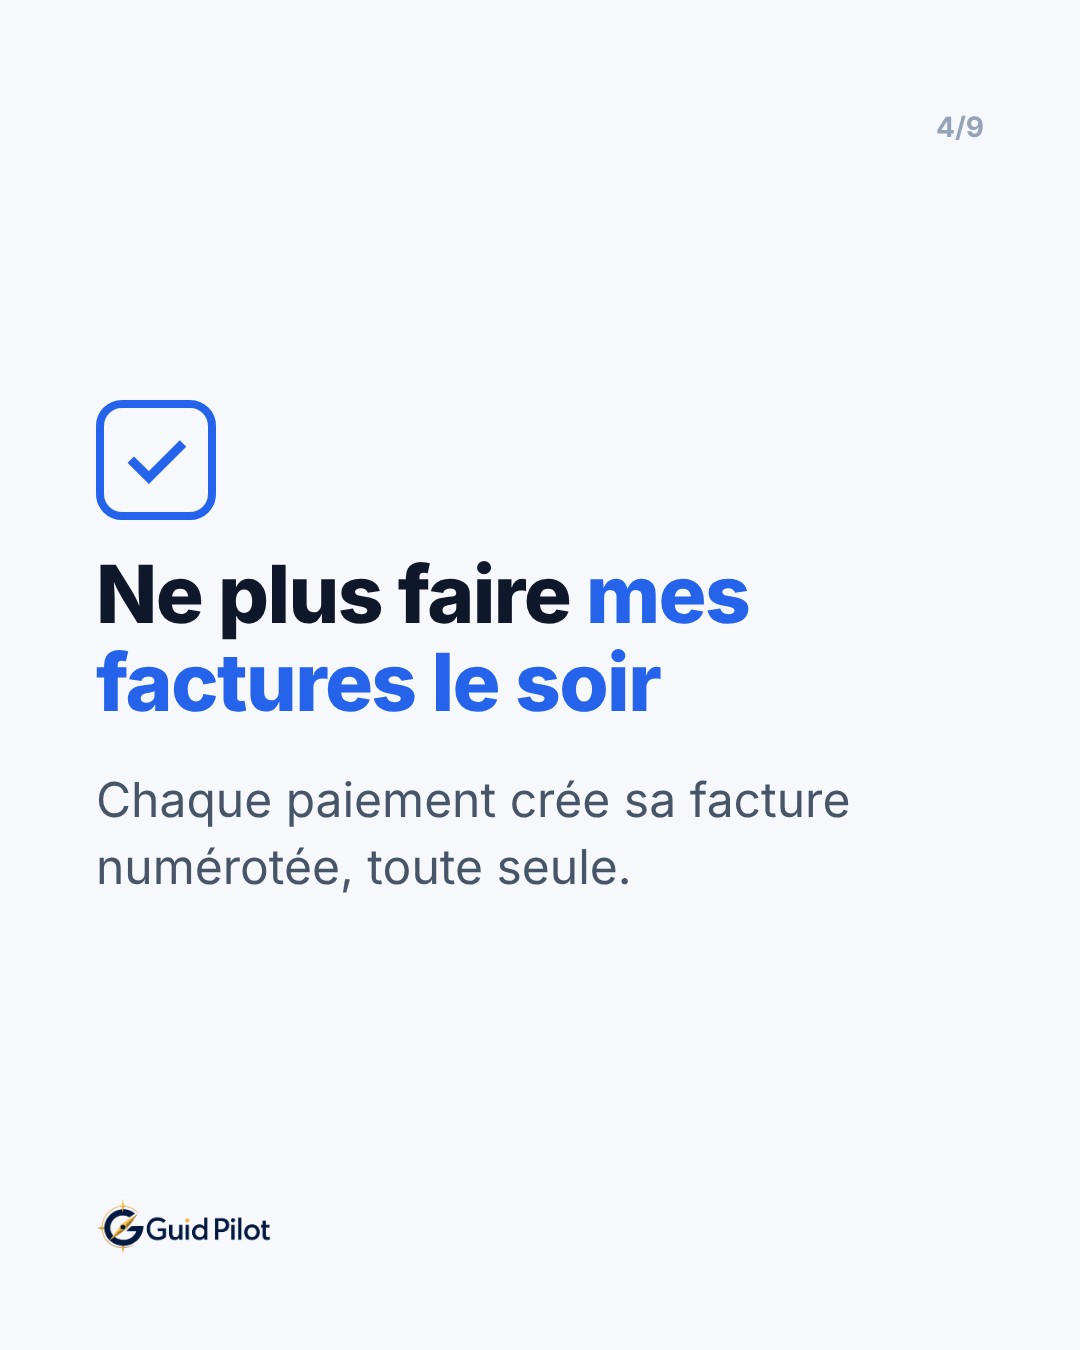 4/9
Ne plus faire mes
factures le soir
Chaque paiement crée sa facture
numérotée, toute seule.
Guid Pilot